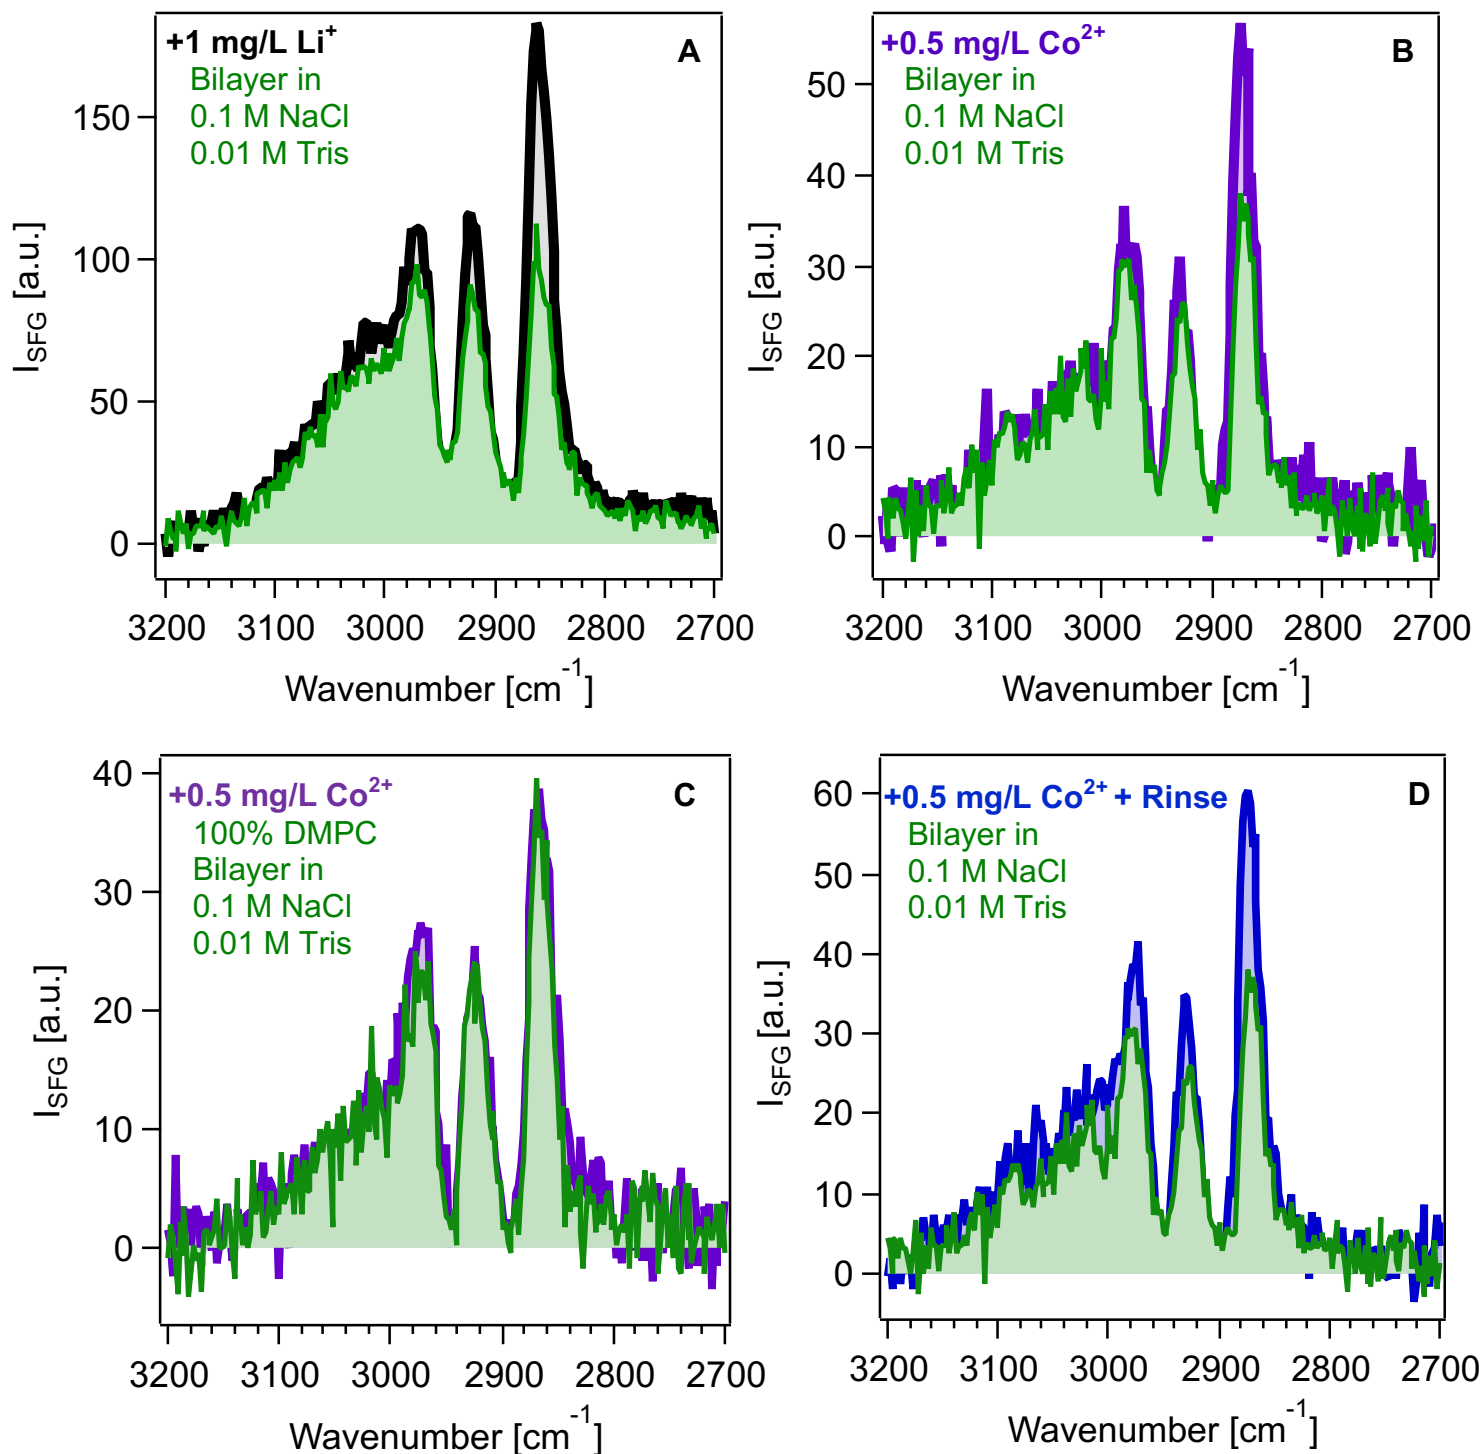 +1 mg/L Li⁺
A
Bilayer in
0.1 M NaCl
0.01 M Tris
150
100
50
0
I_SFG [a.u.]
3200 3100 3000 2900 2800 2700
Wavenumber [cm⁻¹]
+0.5 mg/L Co²⁺
B
Bilayer in
0.1 M NaCl
0.01 M Tris
50
40
30
20
10
0
I_SFG [a.u.]
3200 3100 3000 2900 2800 2700
Wavenumber [cm⁻¹]
+0.5 mg/L Co²⁺
C
100% DMPC
Bilayer in
0.1 M NaCl
0.01 M Tris
40
30
20
10
0
I_SFG [a.u.]
3200 3100 3000 2900 2800 2700
Wavenumber [cm⁻¹]
+0.5 mg/L Co²⁺ + Rinse
D
Bilayer in
0.1 M NaCl
0.01 M Tris
60
50
40
30
20
10
0
I_SFG [a.u.]
3200 3100 3000 2900 2800 2700
Wavenumber [cm⁻¹]